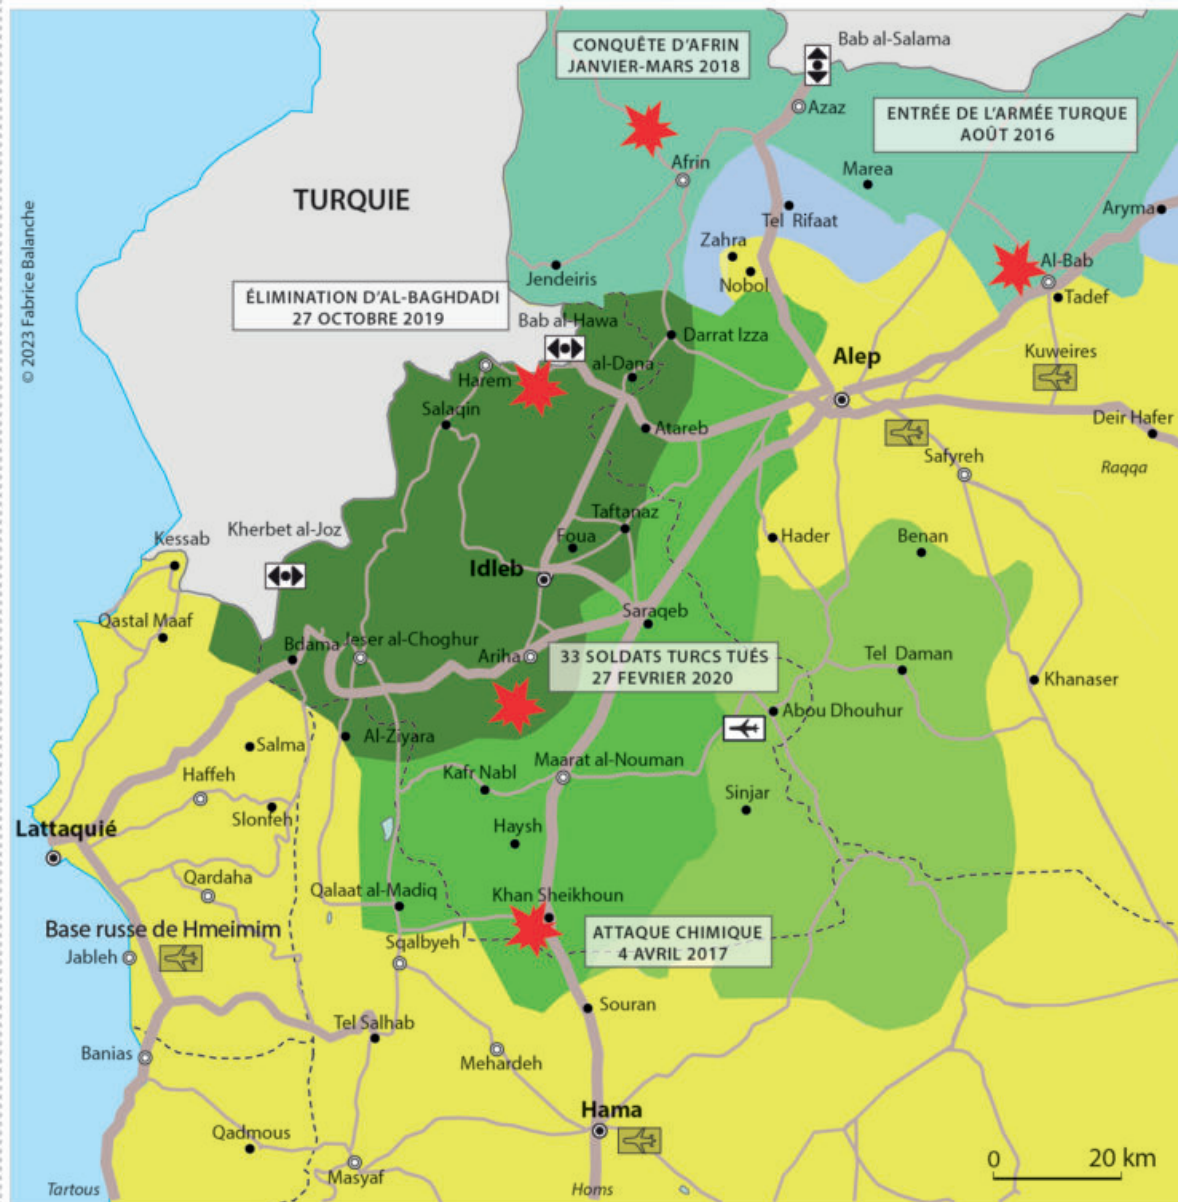 CONQUÊTE D'AFRIN
JANVIER-MARS 2018
Bab al-Salama
Azaz
ENTRÉE DE L'ARMÉE TURQUE
AOÛT 2016
Afrin
Marea
TURQUIE
Tel Rifaat
Aryma
© 2023 Fabrice Balanche
Zahra
Nobol
Al-Bab
Jendeiris
Tadef
ÉLIMINATION D'AL-BAGHDADI
27 OCTOBRE 2019
Bab al-Hawa
Darrat Izza
Alep
Kuweires
al-Dana
Harem
Salaqin
Atareb
Deir Hafer
Safyreh
Raqqa
Taftanaz
Kherbet al-Joz
Kessab
Foua
Hader
Benan
Idleb
Qastal Maaf
Saraqeb
Bdama
Jeser al-Choghur
Ariha
33 SOLDATS TURCS TUÉS
27 FEVRIER 2020
Tel Daman
Khanaser
Abou Dhouhur
Salma
Al-Ziyara
Maarat al-Nouman
Haffeh
Kafr Nabl
Sinjar
Slonfeh
Lattaquié
Haysh
Qardaha
Qalaat al-Madiq
Khan Sheikhoun
Base russe de Hmeimim
Sqalbyeh
ATTAQUE CHIMIQUE
4 AVRIL 2017
Jableh
Souran
Tel Salhab
Banias
Mehardeh
Hama
Qadmous
0 20 km
Masyaf
Tartous
Homs